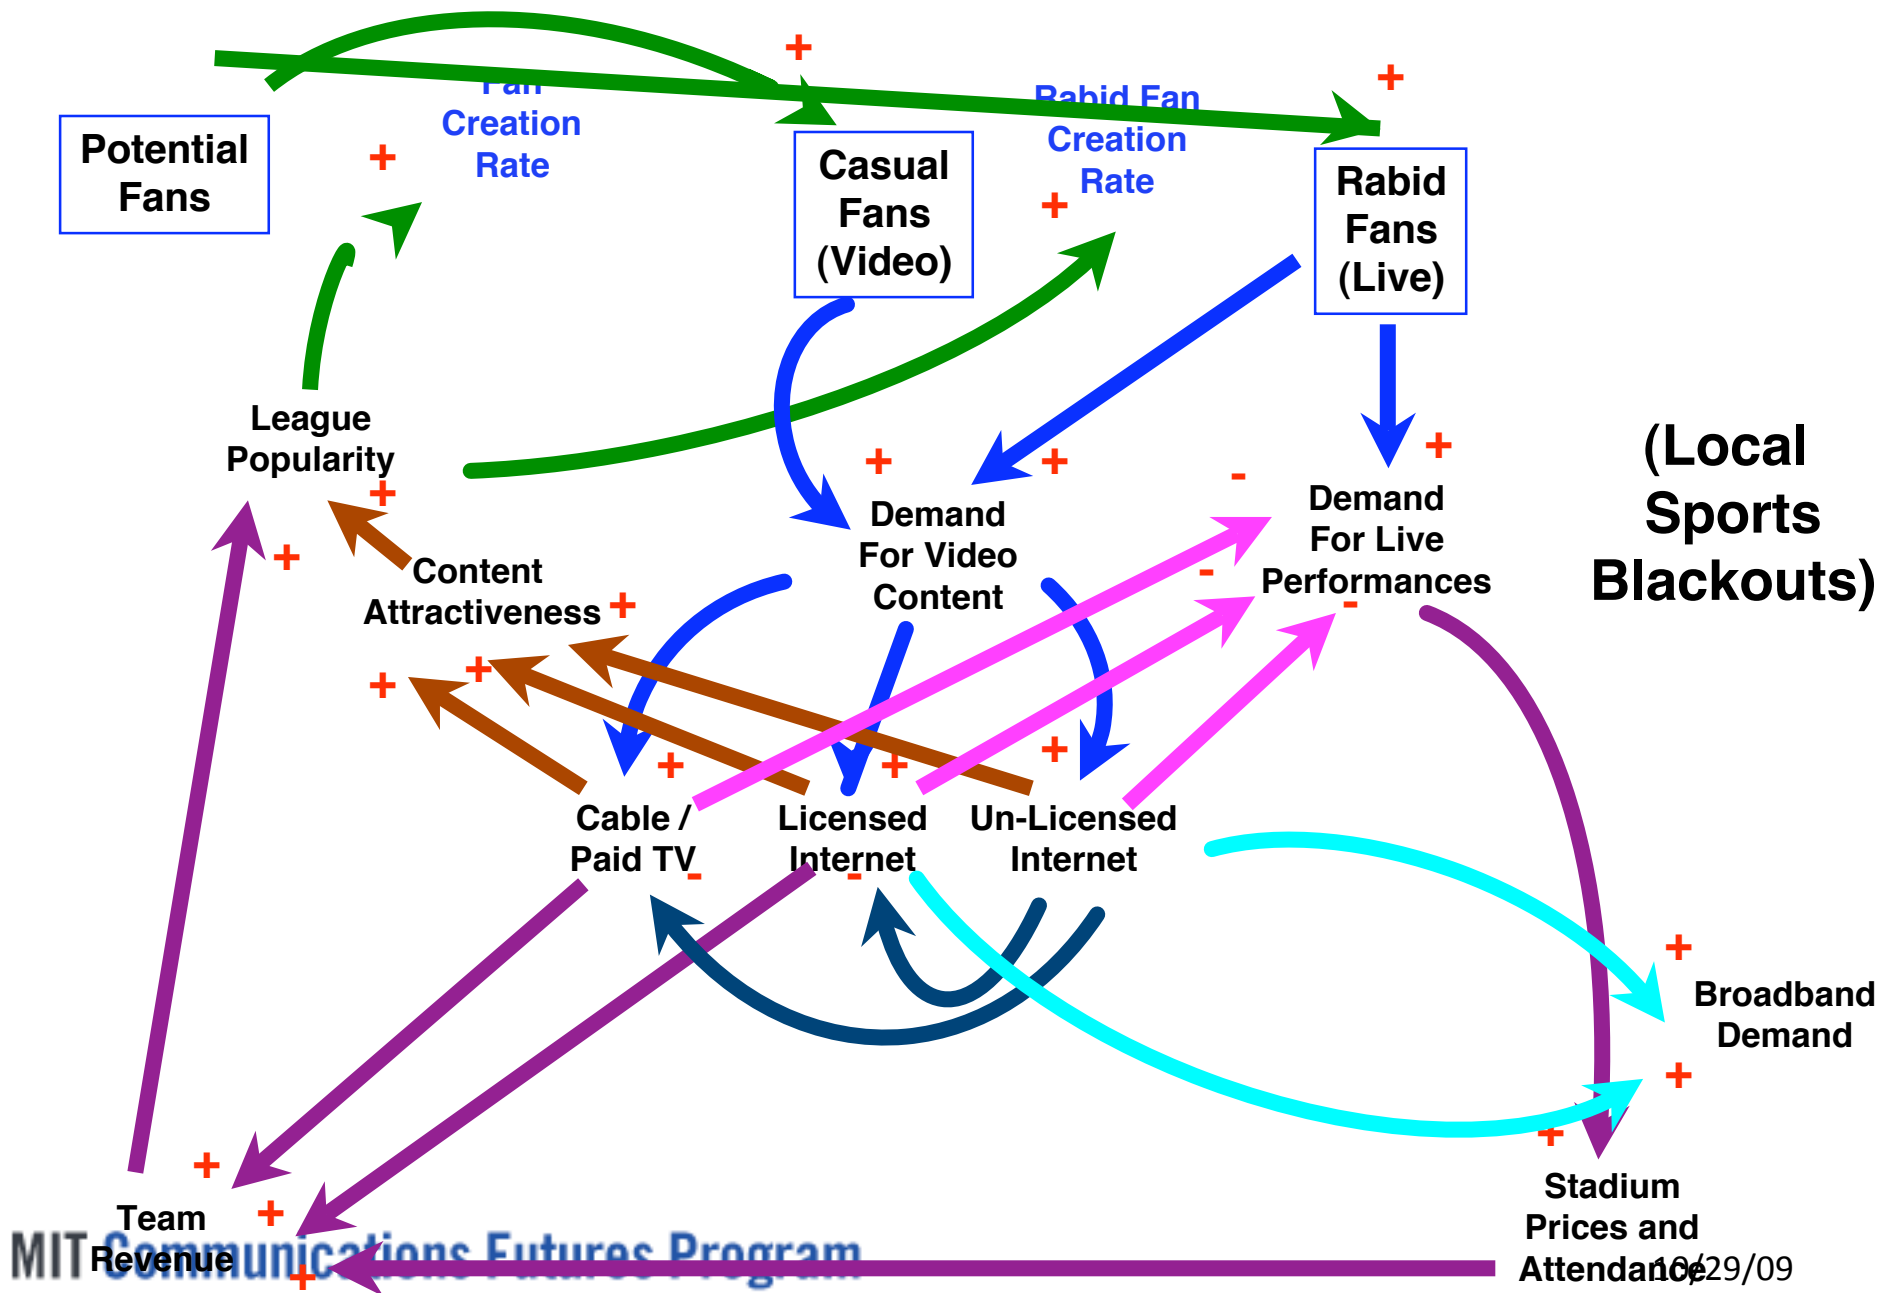 +
+
Fan
Creation
Rate
Rabid Fan
Creation
Rate
Potential
Fans
+
Casual
Fans
(Video)
+
Rabid
Fans
(Live)
League
Popularity
+
+
Content
Attractiveness
+
+
+
+
+
Demand
For Video
Content
-
-
-
+
Demand
For Live
Performances
(Local
Sports
Blackouts)
+
+
+
Cable /
Paid TV
-
Licensed
Internet
-
Un-Licensed
Internet
+
Broadband
Demand
+
+
Stadium
Prices and
Attendance
+
+
+
Team
Revenue
MIT Communications Futures Program
10/29/09